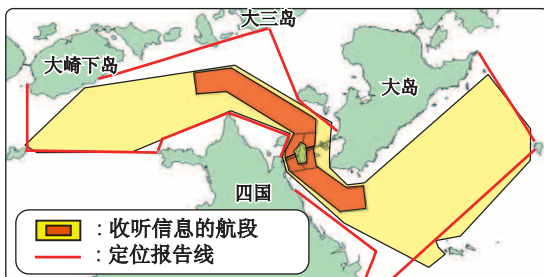 大三岛
大崎下岛
大岛
四国
：收听信息的航段
：定位报告线